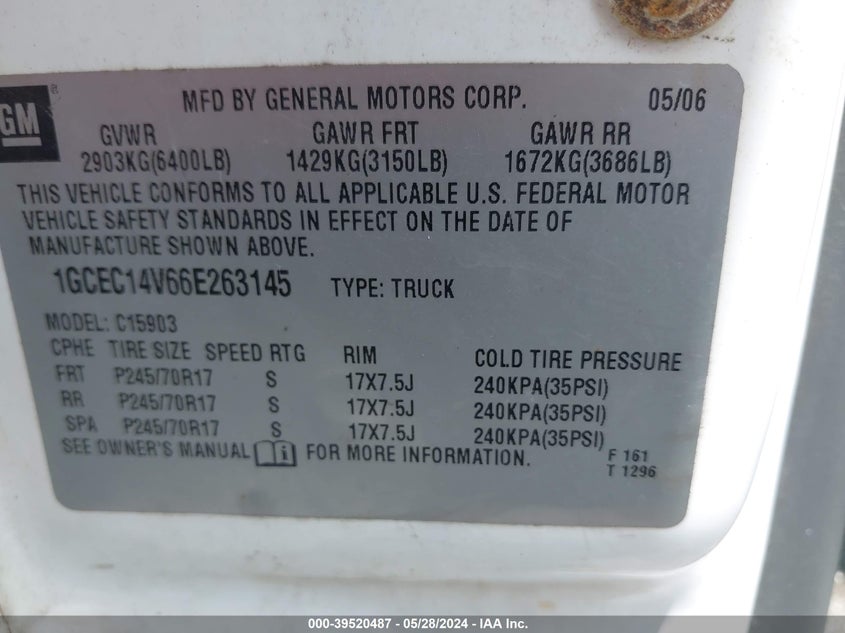 GM ®
MFD BY GENERAL MOTORS CORP. 05/06
GVWR GAWR FRT GAWR RR
2903KG(6400LB) 1429KG(3150LB) 1672KG(3686LB)
THIS VEHICLE CONFORMS TO ALL APPLICABLE U.S. FEDERAL MOTOR
VEHICLE SAFETY STANDARDS IN EFFECT ON THE DATE OF
MANUFACTURE SHOWN ABOVE.
1GCEC14V66E263145 TYPE: TRUCK
MODEL: C15903
CPHE TIRE SIZE SPEED RTG RIM COLD TIRE PRESSURE
FRT P245/70R17 S 17X7.5J 240KPA(35PSI)
RR P245/70R17 S 17X7.5J 240KPA(35PSI)
SPA P245/70R17 S 17X7.5J 240KPA(35PSI)
SEE OWNER'S MANUAL i FOR MORE INFORMATION.
F 161
T 1296
000-39520487 - 05/28/2024 - IAA Inc.